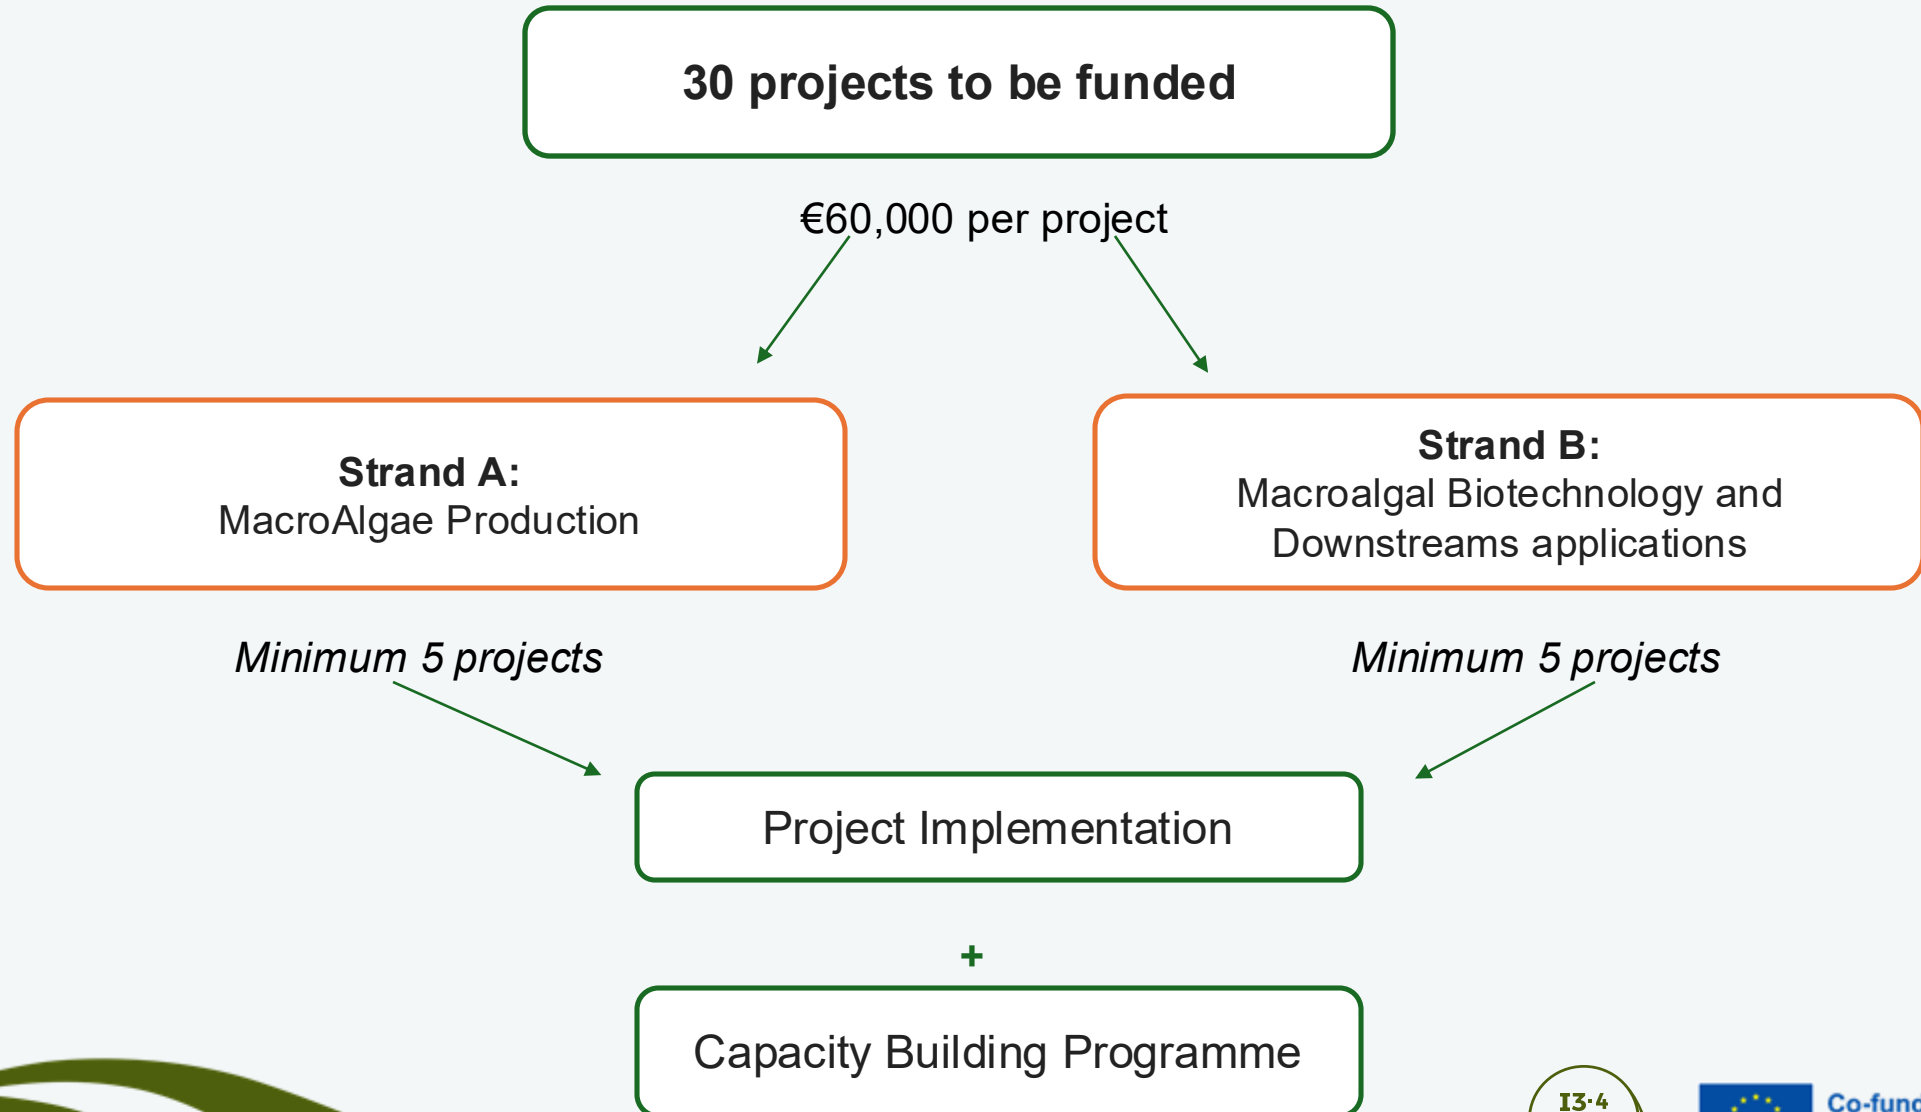 30 projects to be funded
€60,000 per project
Strand A:
MacroAlgae Production
Strand B:
Macroalgal Biotechnology and
Downstreams applications
Minimum 5 projects
Minimum 5 projects
Project Implementation
+
Capacity Building Programme
I3·4